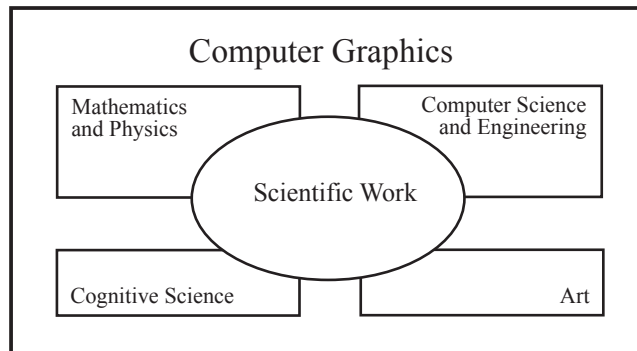 Computer Graphics
Mathematics
and Physics
Computer Science
and Engineering
Scientific Work
Cognitive Science
Art